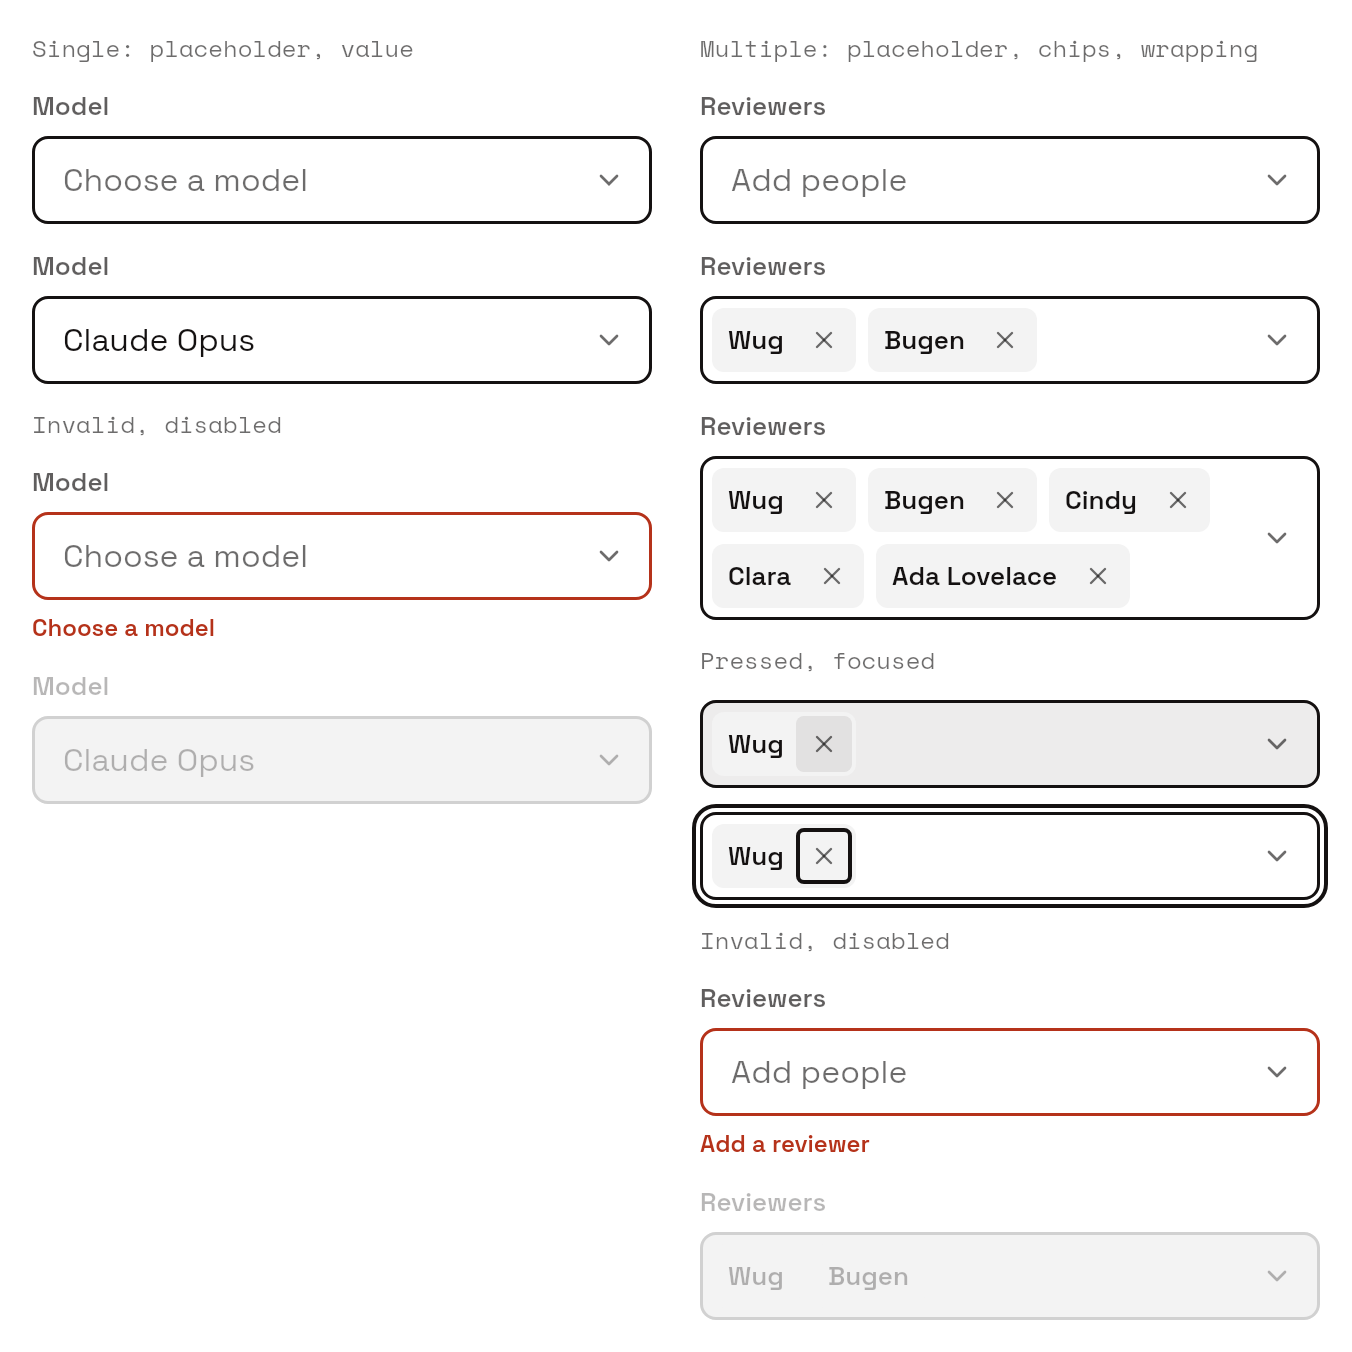 Single: placeholder, value
Model
Choose a model
Model
Claude Opus
Invalid, disabled
Model
Choose a model
Choose a model
Model
Claude Opus
Multiple: placeholder, chips, wrapping
Reviewers
Add people
Reviewers
Wug Bugen
Reviewers
Wug Bugen Cindy
Clara Ada Lovelace
Pressed, focused
Wug
Wug
Invalid, disabled
Reviewers
Add people
Add a reviewer
Reviewers
Wug Bugen